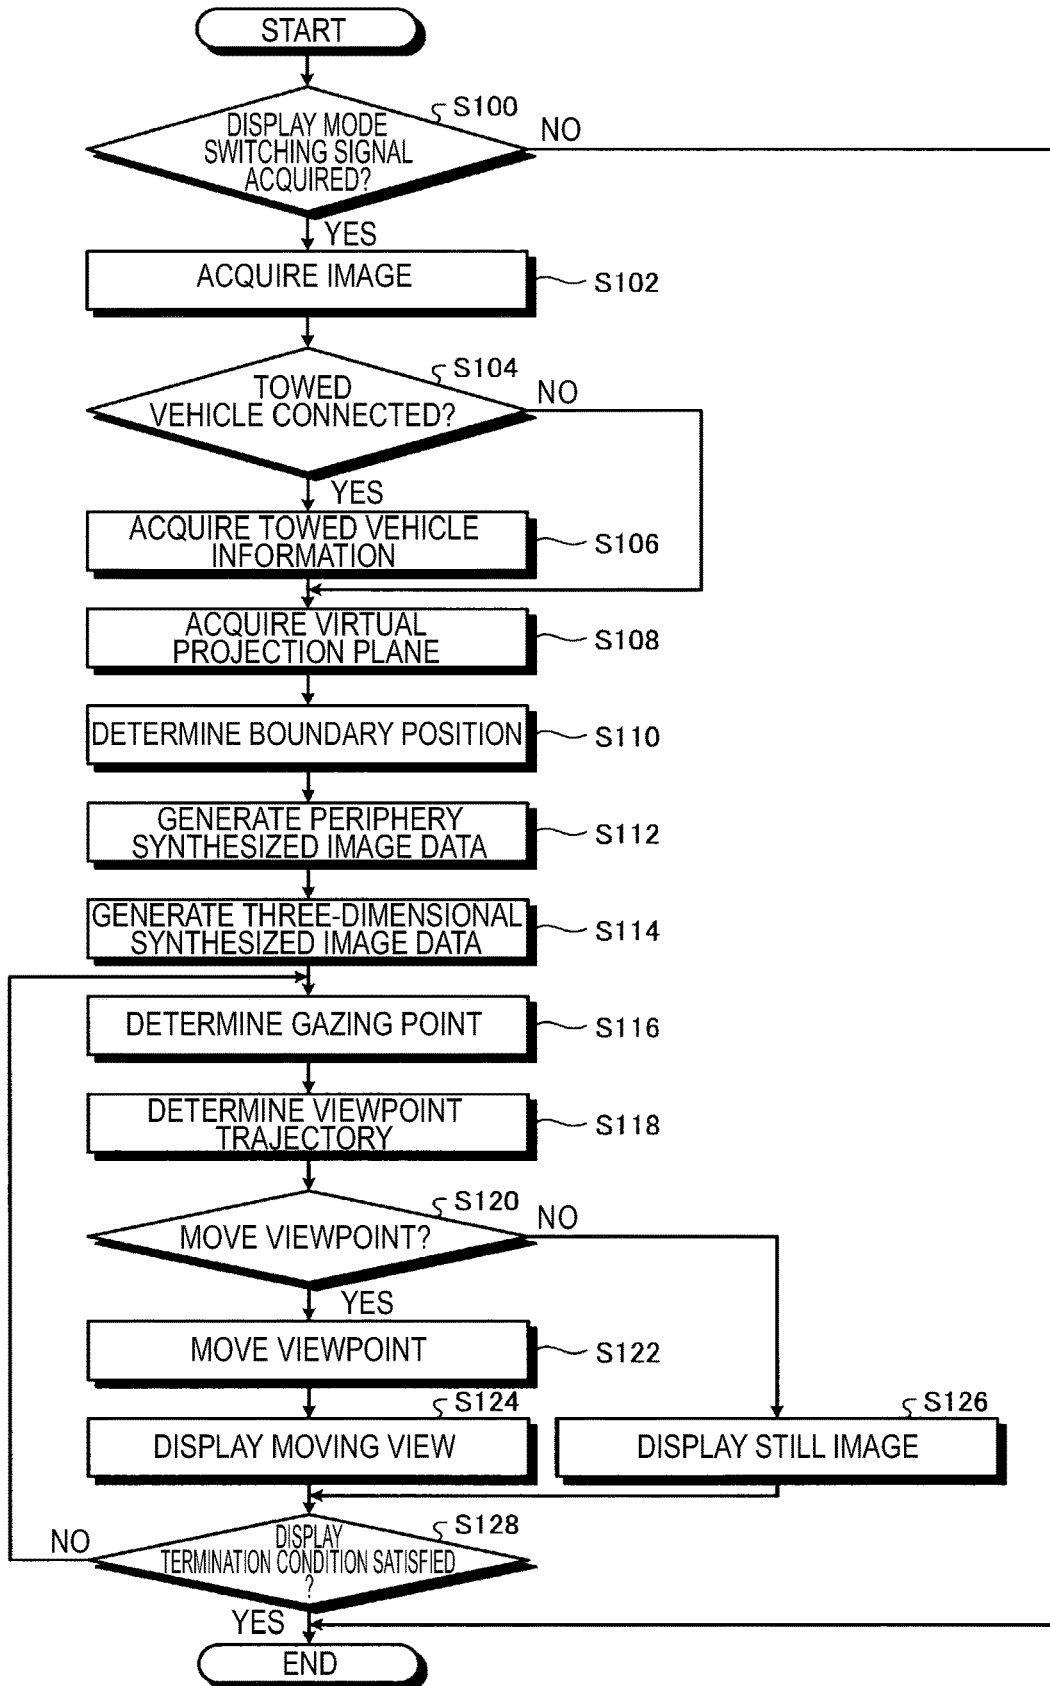 START
S100
DISPLAY MODE
SWITCHING SIGNAL
ACQUIRED?
NO
YES
ACQUIRE IMAGE
S102
S104
TOWED
VEHICLE CONNECTED?
NO
YES
ACQUIRE TOWED VEHICLE
INFORMATION
S106
ACQUIRE VIRTUAL
PROJECTION PLANE
S108
DETERMINE BOUNDARY POSITION
S110
GENERATE PERIPHERY
SYNTHESIZED IMAGE DATA
S112
GENERATE THREE-DIMENSIONAL
SYNTHESIZED IMAGE DATA
S114
DETERMINE GAZING POINT
S116
DETERMINE VIEWPOINT
TRAJECTORY
S118
S120
MOVE VIEWPOINT?
NO
YES
MOVE VIEWPOINT
S122
S124
DISPLAY MOVING VIEW
S126
DISPLAY STILL IMAGE
S128
DISPLAY
TERMINATION CONDITION SATISFIED
?
NO
YES
END